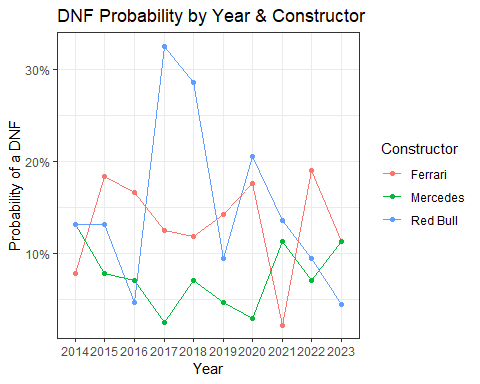 DNF Probability by Year & Constructor
Probability of a DNF
30%
20%
10%
2014 2015 2016 2017 2018 2019 2020 2021 2022 2023
Year
Constructor
Ferrari
Mercedes
Red Bull